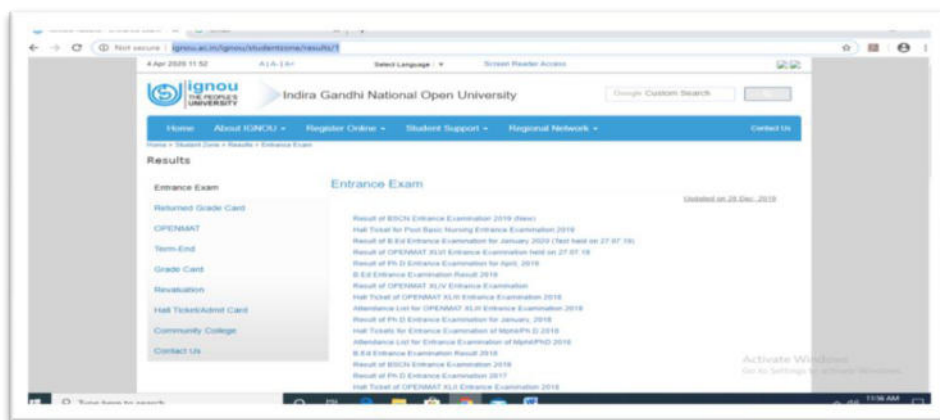 Not secure | ignou.ac.in/ignou/studentzone/results/1
4 Apr 2020 11:52 A| A-| A+ Select Language ▼ Screen Reader Access
ignou
THE PEOPLE'S
UNIVERSITY
Indira Gandhi National Open University
Google Custom Search
Home About IGNOU Register Online Student Support Regional Network Contact Us
Home > Student Zone > Results > Entrance Exam
Results
Entrance Exam
Returned Grade Card
OPENMAT
Term-End
Grade Card
Revaluation
Hall Ticket/Admit Card
Community College
Contact Us
Entrance Exam
Updated on 28 Dec, 2019
Result of BSCN Entrance Examination 2019 (New)
Hall Ticket for Post Basic Nursing Entrance Examination 2019
Result of B.Ed Entrance Examination for January 2020 (Test held on 27.07.19)
Result of OPENMAT XLVI Entrance Examination held on 27.07.19
Result of Ph.D Entrance Examination for April, 2019
B.Ed Entrance Examination Result 2018
Result of OPENMAT XLIV Entrance Examination
Hall Ticket of OPENMAT XLIII Entrance Examination 2018
Attendance List for OPENMAT XLIII Entrance Examination 2018
Result of Ph.D Entrance Examination for January, 2018
Hall Tickets for Entrance Examination of Mphil/Ph.D 2018
Attendance List for Entrance Examination of Mphil/PhD 2018
B.Ed Entrance Examination Result 2018
Result of BSCN Entrance Examination 2018
Result of Ph.D Entrance Examination 2017
Hall Ticket of OPENMAT XLII Entrance Examination 2018
Activate Windows
Go to Settings to activate Windows.
Type here to search
11:56 AM